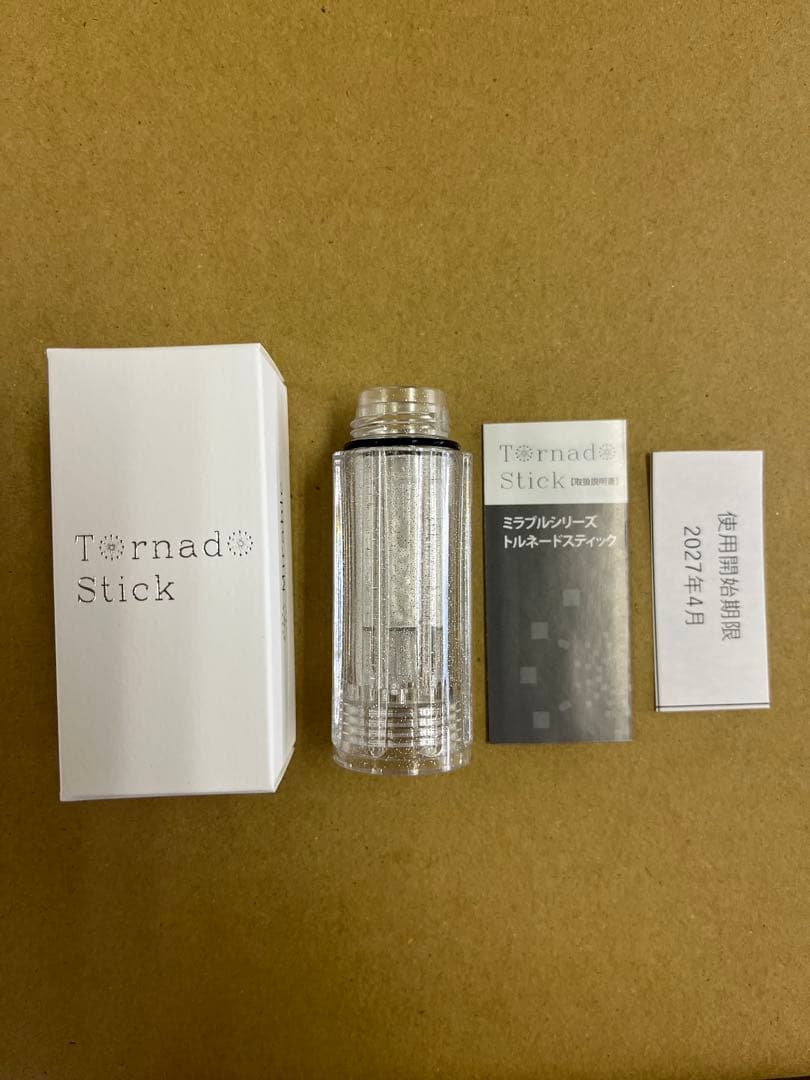 Tornado
Stick
Mirable
Tornado
Stick【取扱説明書】
ミラブルシリーズ
トルネードスティック
使用開始期限
2027年4月